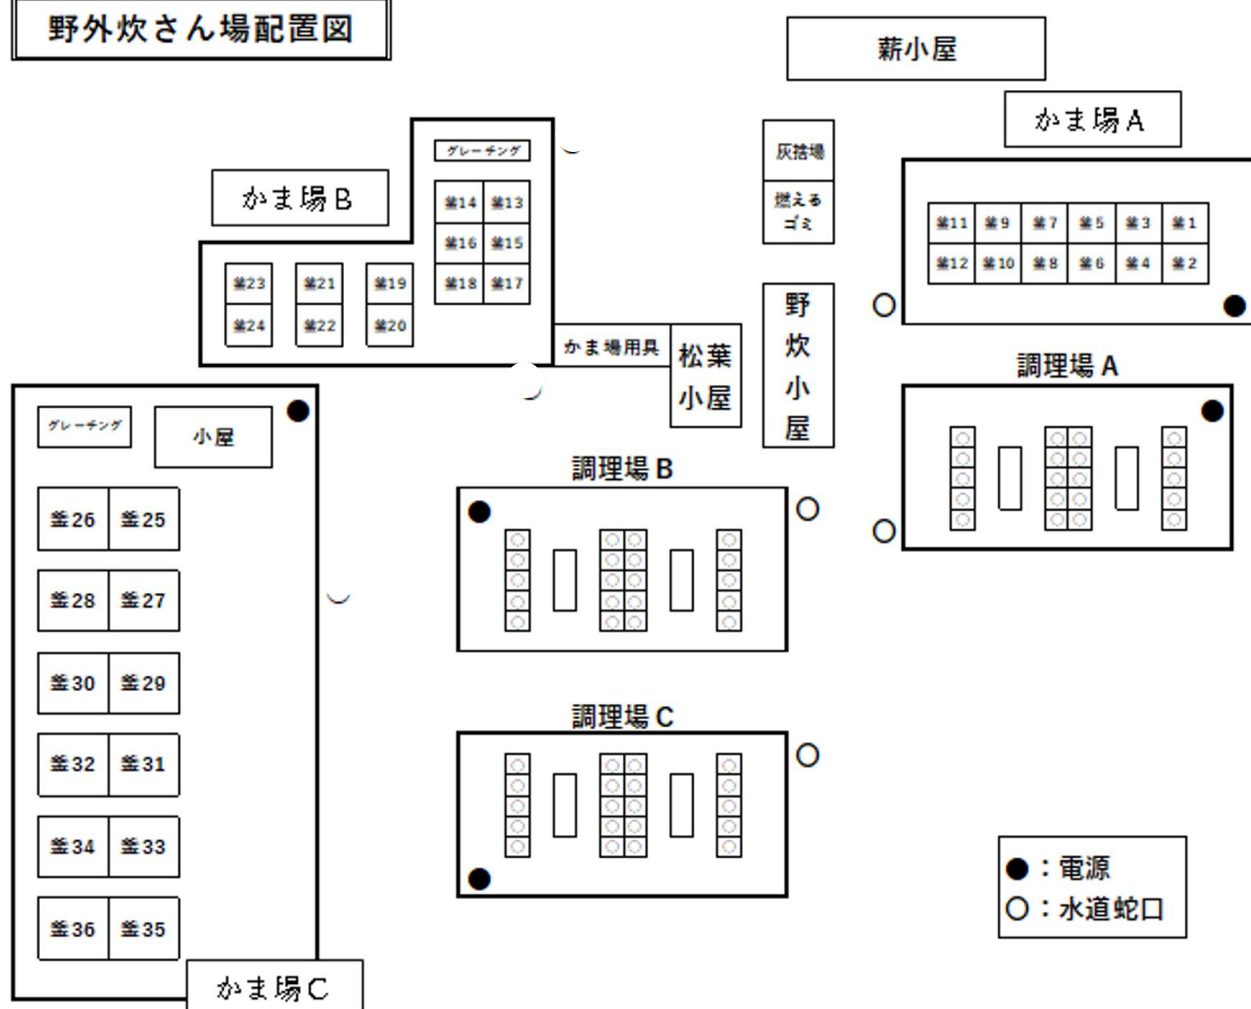 野外炊さん場配置図
薪小屋
かま場A
灰捨場
燃える
ゴミ
釜11 釜9 釜7 釜5 釜3 釜1
釜12 釜10 釜8 釜6 釜4 釜2
グレーチング
かま場B
釜14 釜13
釜16 釜15
釜18 釜17
釜23 釜21 釜19
釜24 釜22 釜20
かま場用具
松葉
小屋
野
炊
小
屋
調理場A
グレーチング
小屋
調理場B
釜26 釜25
釜28 釜27
釜30 釜29
釜32 釜31
釜34 釜33
釜36 釜35
かま場C
調理場C
●：電源
○：水道蛇口